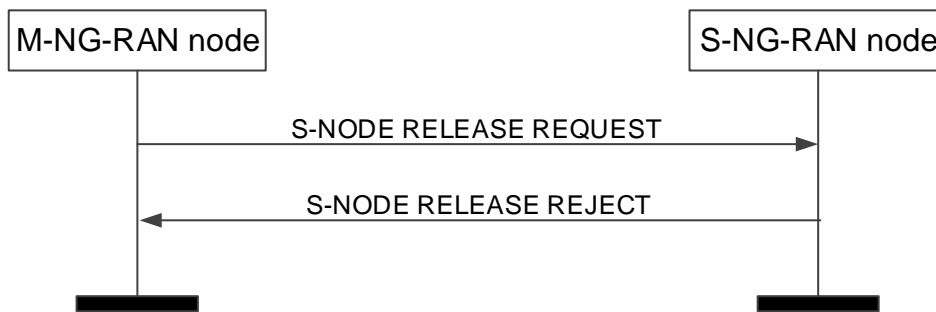 M-NG-RAN node
S-NG-RAN node
S-NODE RELEASE REQUEST
S-NODE RELEASE REJECT